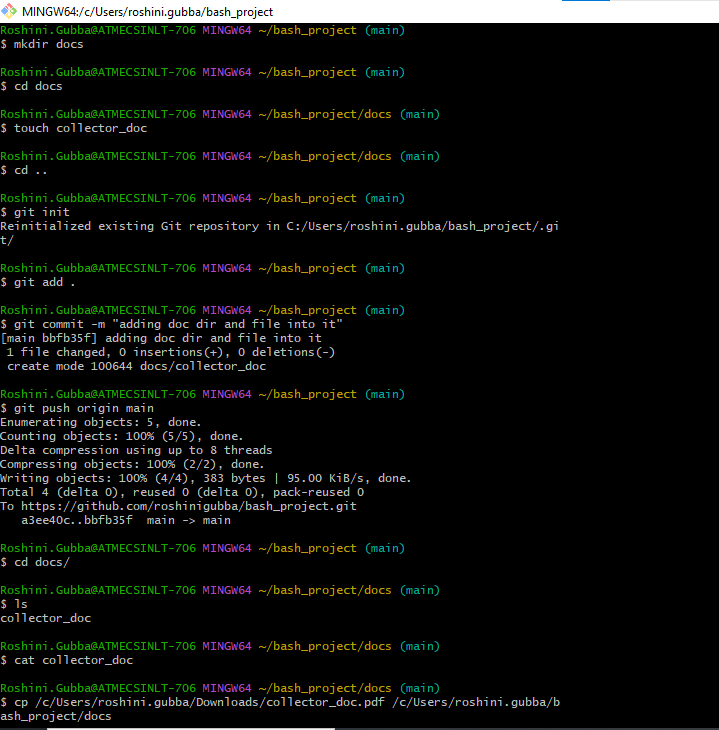 MINGW64:/c/Users/roshini.gubba/bash_project
Roshini.Gubba@ATMECSINLT-706 MINGW64 ~/bash_project (main)
$ mkdir docs
Roshini.Gubba@ATMECSINLT-706 MINGW64 ~/bash_project (main)
$ cd docs
Roshini.Gubba@ATMECSINLT-706 MINGW64 ~/bash_project/docs (main)
$ touch collector_doc
Roshini.Gubba@ATMECSINLT-706 MINGW64 ~/bash_project/docs (main)
$ cd ..
Roshini.Gubba@ATMECSINLT-706 MINGW64 ~/bash_project (main)
$ git init
Reinitialized existing Git repository in C:/Users/roshini.gubba/bash_project/.gi
t/
Roshini.Gubba@ATMECSINLT-706 MINGW64 ~/bash_project (main)
$ git add .
Roshini.Gubba@ATMECSINLT-706 MINGW64 ~/bash_project (main)
$ git commit -m "adding doc dir and file into it"
[main bbfb35f] adding doc dir and file into it
 1 file changed, 0 insertions(+), 0 deletions(-)
 create mode 100644 docs/collector_doc
Roshini.Gubba@ATMECSINLT-706 MINGW64 ~/bash_project (main)
$ git push origin main
Enumerating objects: 5, done.
Counting objects: 100% (5/5), done.
Delta compression using up to 8 threads
Compressing objects: 100% (2/2), done.
Writing objects: 100% (4/4), 383 bytes | 95.00 KiB/s, done.
Total 4 (delta 0), reused 0 (delta 0), pack-reused 0
To https://github.com/roshinigubba/bash_project.git
   a3ee40c..bbfb35f  main -> main
Roshini.Gubba@ATMECSINLT-706 MINGW64 ~/bash_project (main)
$ cd docs/
Roshini.Gubba@ATMECSINLT-706 MINGW64 ~/bash_project/docs (main)
$ ls
collector_doc
Roshini.Gubba@ATMECSINLT-706 MINGW64 ~/bash_project/docs (main)
$ cat collector_doc
Roshini.Gubba@ATMECSINLT-706 MINGW64 ~/bash_project/docs (main)
$ cp /c/Users/roshini.gubba/Downloads/collector_doc.pdf /c/Users/roshini.gubba/b
ash_project/docs